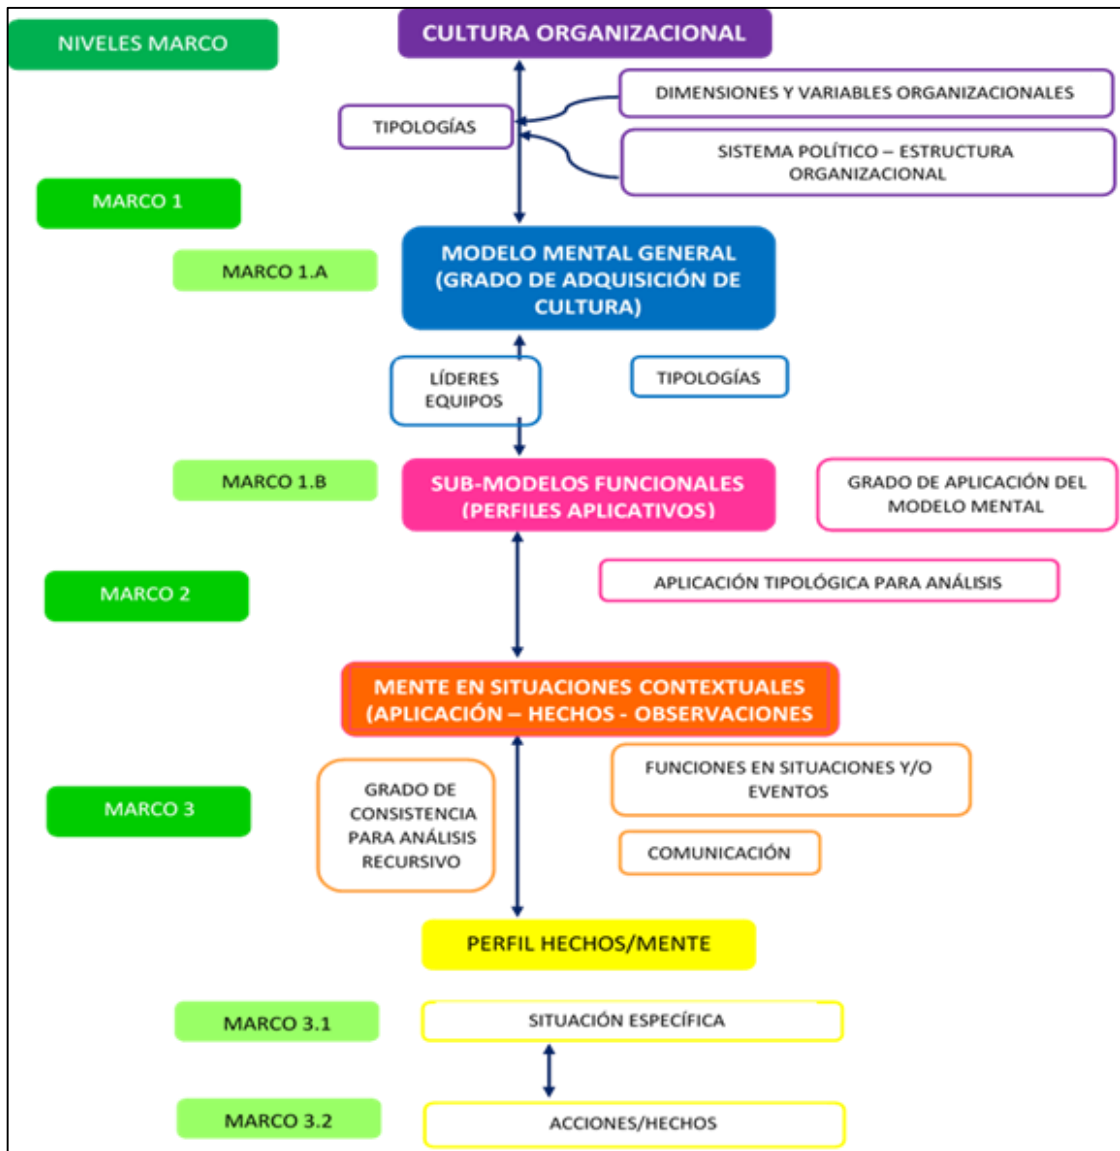 NIVELES MARCO
CULTURA ORGANIZACIONAL
DIMENSIONES Y VARIABLES ORGANIZACIONALES
TIPOLOGÍAS
SISTEMA POLÍTICO – ESTRUCTURA
ORGANIZACIONAL
MARCO 1
MARCO 1.A
MODELO MENTAL GENERAL
(GRADO DE ADQUISICIÓN DE
CULTURA)
LÍDERES
EQUIPOS
TIPOLOGÍAS
MARCO 1.B
SUB-MODELOS FUNCIONALES
(PERFILES APLICATIVOS)
GRADO DE APLICACIÓN DEL
MODELO MENTAL
MARCO 2
APLICACIÓN TIPOLÓGICA PARA ANÁLISIS
MENTE EN SITUACIONES CONTEXTUALES
(APLICACIÓN – HECHOS - OBSERVACIONES
MARCO 3
GRADO DE
CONSISTENCIA
PARA ANÁLISIS
RECURSIVO
FUNCIONES EN SITUACIONES Y/O
EVENTOS
COMUNICACIÓN
PERFIL HECHOS/MENTE
MARCO 3.1
SITUACIÓN ESPECÍFICA
MARCO 3.2
ACCIONES/HECHOS